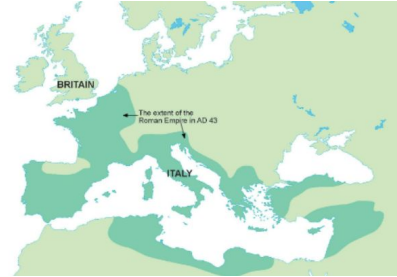 BRITAIN
The extent of the
Roman Empire in AD 43
ITALY